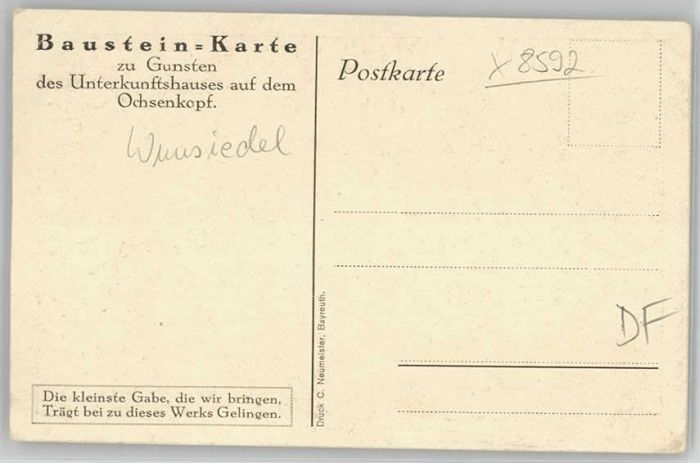 Baustein=Karte
zu Gunsten
des Unterkunftshauses auf dem
Ochsenkopf.
Wunsiedel
Die kleinste Gabe, die wir bringen,
Trägt bei zu dieses Werks Gelingen.
Druck C. Neumeister, Bayreuth.
Postkarte
X 8592
DF